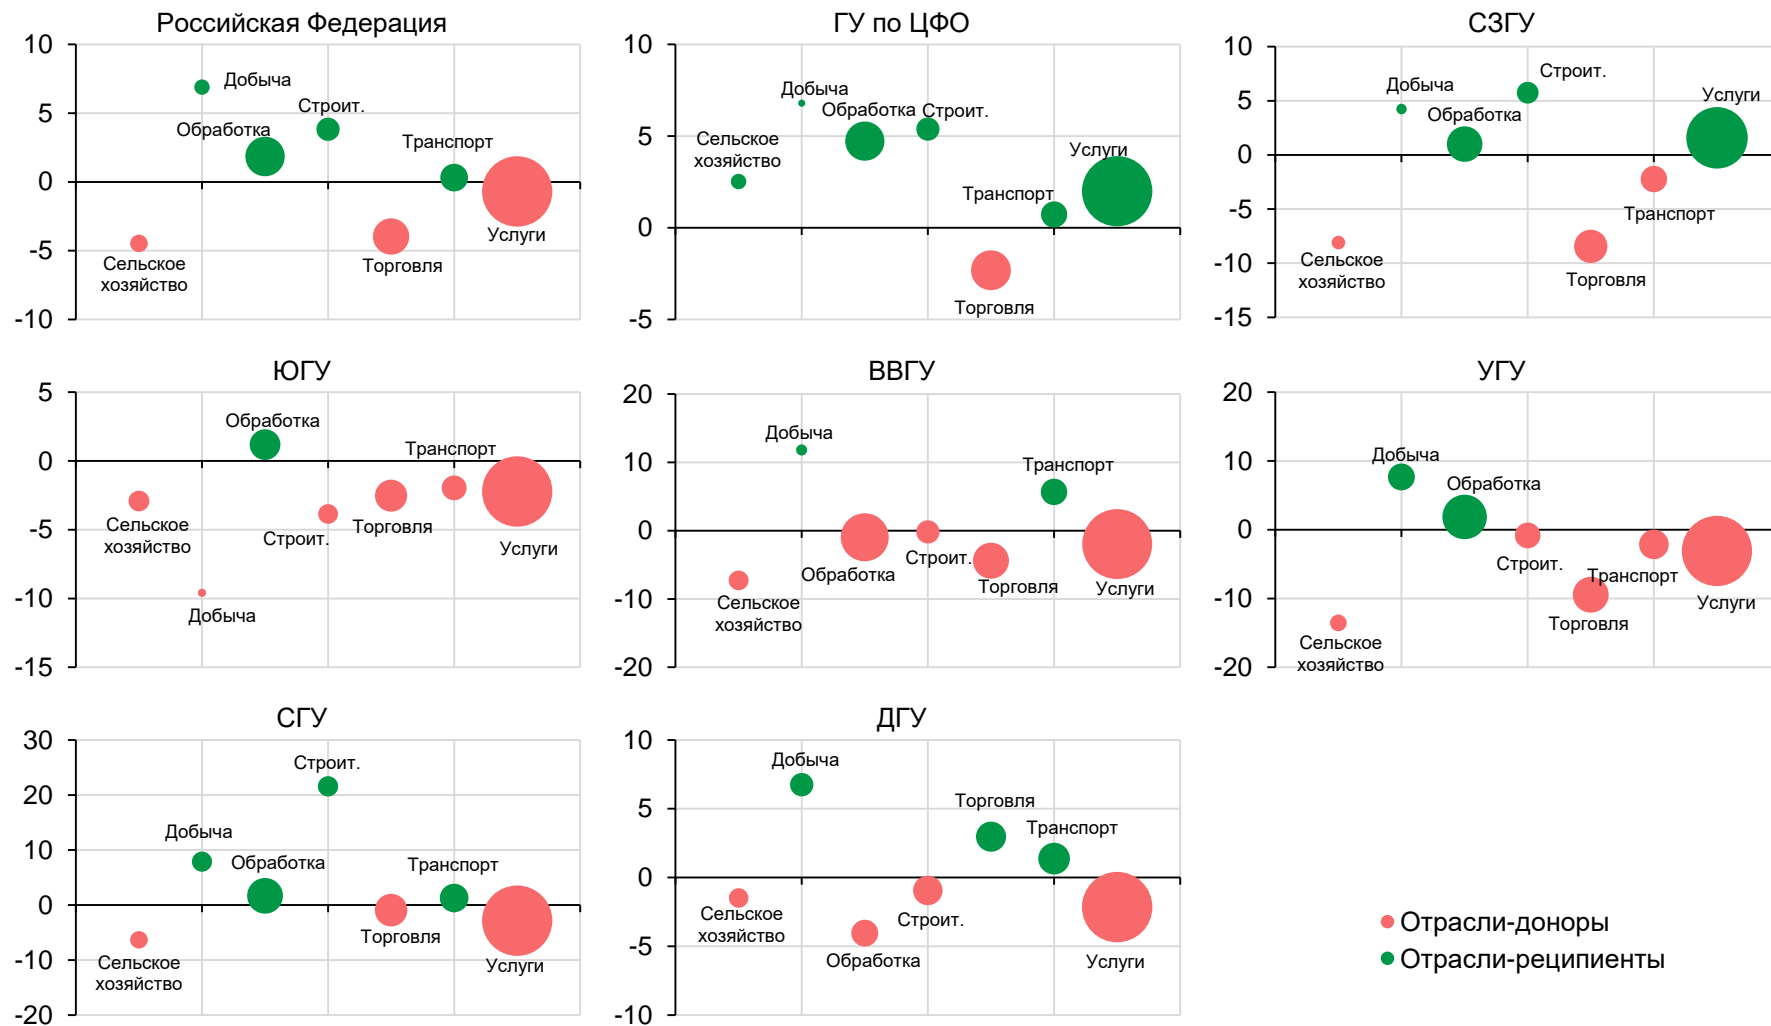 Российская Федерация
10
5
0
-5
-10
Добыча
Строит.
Обработка
Транспорт
Сельское
хозяйство
Торговля
Услуги
ГУ по ЦФО
10
5
0
-5
Добыча
Обработка
Строит.
Сельское
хозяйство
Услуги
Транспорт
Торговля
СЗГУ
10
5
0
-5
-10
-15
Строит.
Добыча
Обработка
Услуги
Транспорт
Сельское
хозяйство
Торговля
ЮГУ
5
0
-5
-10
-15
Обработка
Транспорт
Сельское
хозяйство
Строит.
Торговля
Услуги
Добыча
ВВГУ
20
10
0
-10
-20
Добыча
Транспорт
Обработка
Строит.
Торговля
Услуги
Сельское
хозяйство
УГУ
20
10
0
-10
-20
Добыча
Обработка
Строит.
Транспорт
Торговля
Услуги
Сельское
хозяйство
СГУ
30
20
10
0
-10
-20
Строит.
Добыча
Обработка
Транспорт
Торговля
Услуги
Сельское
хозяйство
ДГУ
10
5
0
-5
-10
Добыча
Торговля
Транспорт
Сельское
хозяйство
Строит.
Обработка
Услуги
Отрасли-доноры
Отрасли-реципиенты